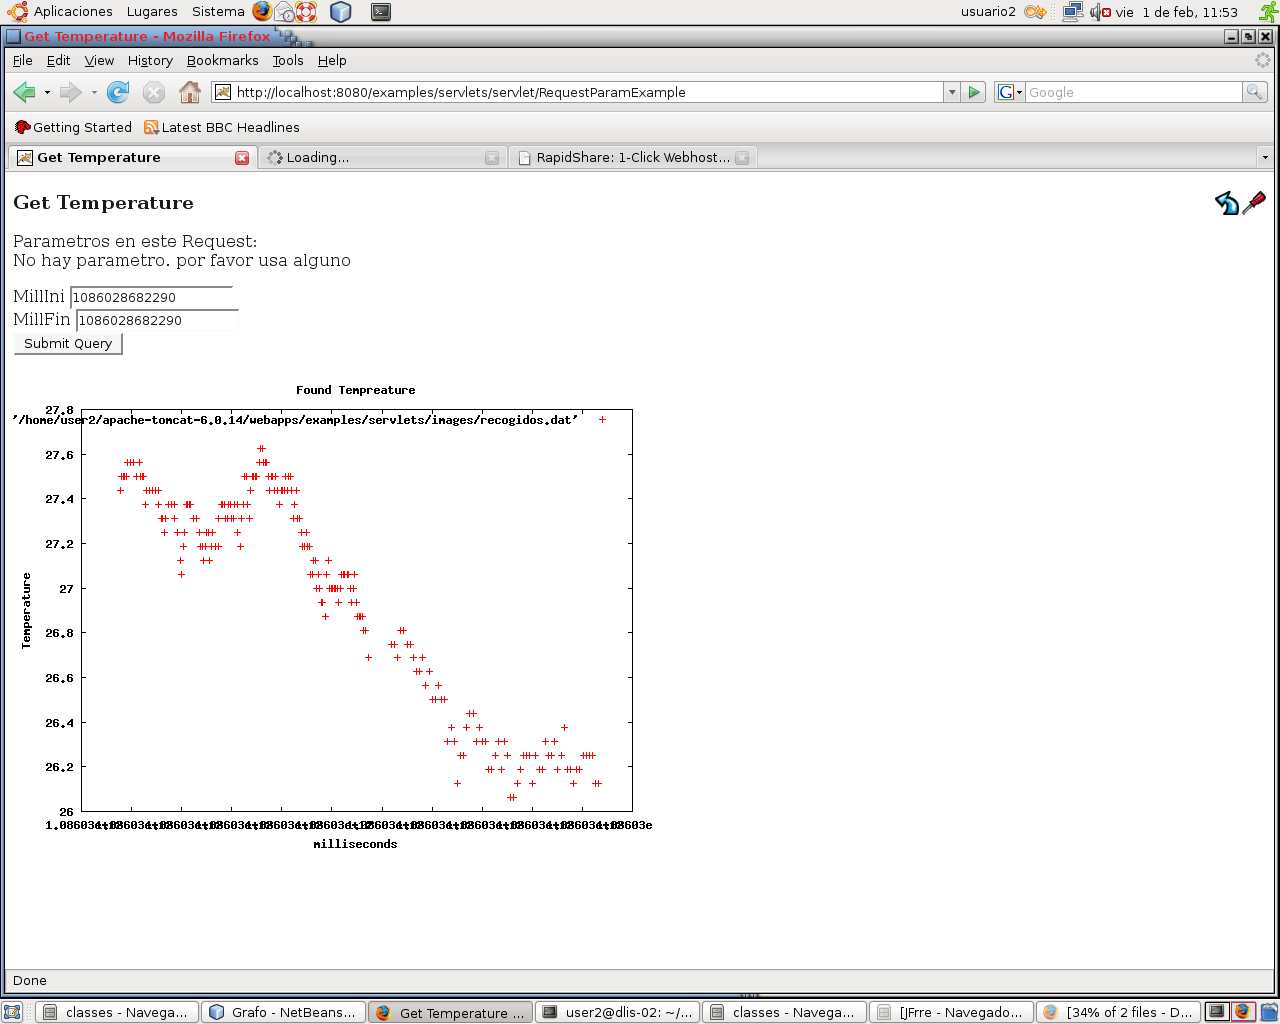 Aplicaciones Lugares Sistema usuario2 vie 1 de feb, 11:53
Get Temperature - Mozilla Firefox
File Edit View History Bookmarks Tools Help
http://localhost:8080/examples/servlets/servlet/RequestParamExample G Google
Getting Started Latest BBC Headlines
Get Temperature Loading... RapidShare: 1-Click Webhost...
Get Temperature
Parametros en este Request:
No hay parametro. por favor usa alguno
MillIni 1086028682290
MillFin 1086028682290
Submit Query
Found Tempreature
27.8
'/home/user2/apache-tomcat-6.0.14/webapps/examples/servlets/images/recogidos.dat'
27.6
27.4
27.2
27
Temperature
26.8
26.6
26.4
26.2
26
milliseconds
Done
classes - Navega... Grafo - NetBeans... Get Temperature ... user2@dlis-02: ~/... classes - Navega... [JFrre - Navegado... [34% of 2 files - D...